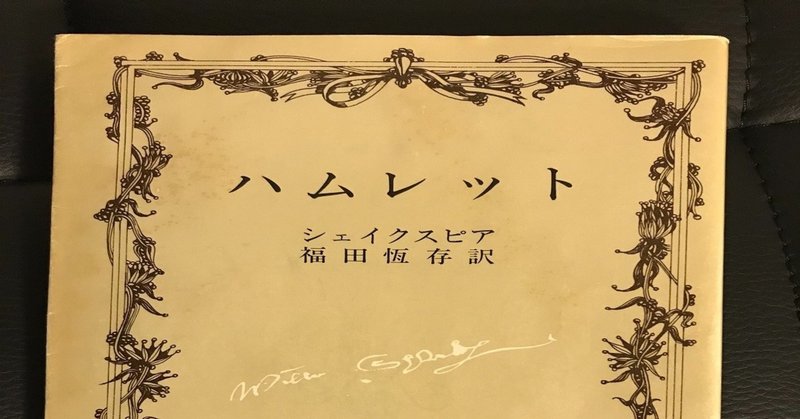 ハムレット
シェイクスピア
福田恆存訳